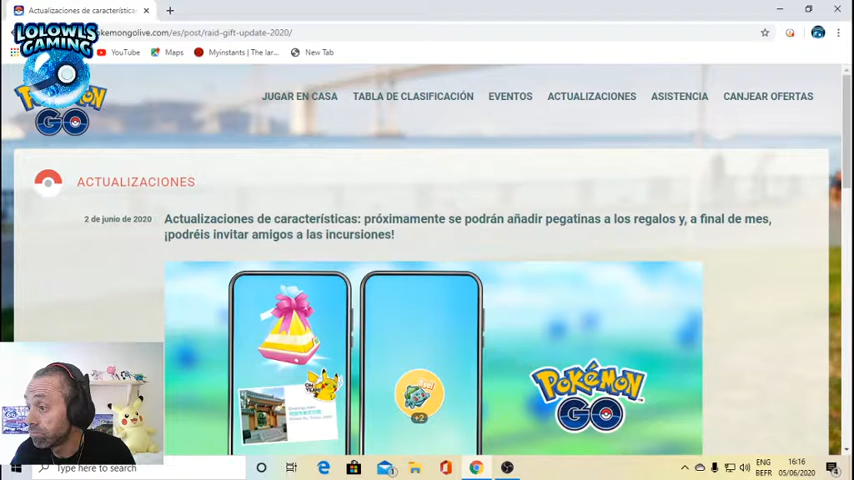 Actualizaciones de característica
LOLOWLS
GAMING
kemongolive.com/es/post/raid-gift-update-2020/
YouTube
Maps
Myinstants | The lar...
New Tab
POKÉMON
GO
JUGAR EN CASA
TABLA DE CLASIFICACIÓN
EVENTOS
ACTUALIZACIONES
ASISTENCIA
CANJEAR OFERTAS
ACTUALIZACIONES
2 de junio de 2020
Actualizaciones de características: próximamente se podrán añadir pegatinas a los regalos y, a final de mes,
¡podréis invitar amigos a las incursiones!
+2
POKÉMON
GO
Type here to search
ENG
BEFR
16:16
05/06/2020
4